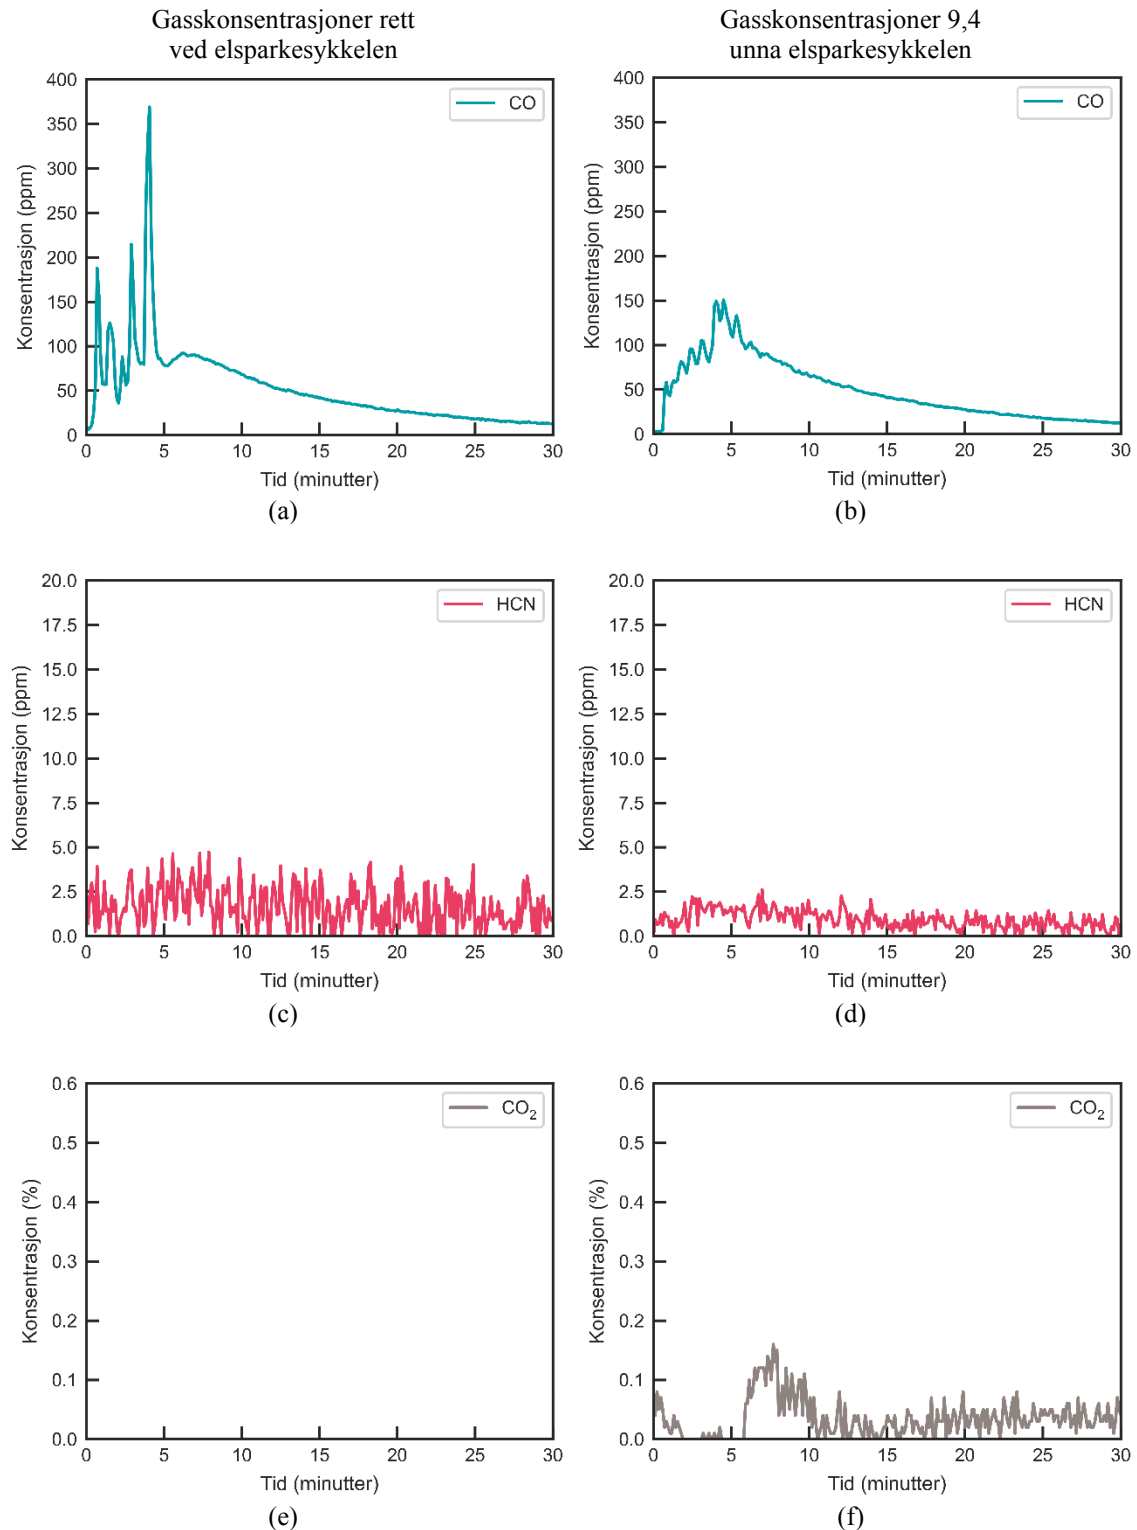 Gasskonsentrasjoner rett
ved elsparkesykkelen
Gasskonsentrasjoner 9,4
unna elsparkesykkelen
400
350
300
250
200
150
100
50
0
Konsentrasjon (ppm)
CO
0 5 10 15 20 25 30
Tid (minutter)
(a)
400
350
300
250
200
150
100
50
0
Konsentrasjon (ppm)
CO
0 5 10 15 20 25 30
Tid (minutter)
(b)
20.0
17.5
15.0
12.5
10.0
7.5
5.0
2.5
0.0
Konsentrasjon (ppm)
HCN
0 5 10 15 20 25 30
Tid (minutter)
(c)
20.0
17.5
15.0
12.5
10.0
7.5
5.0
2.5
0.0
Konsentrasjon (ppm)
HCN
0 5 10 15 20 25 30
Tid (minutter)
(d)
0.6
0.5
0.4
0.3
0.2
0.1
0.0
Konsentrasjon (%)
CO₂
0 5 10 15 20 25 30
Tid (minutter)
(e)
0.6
0.5
0.4
0.3
0.2
0.1
0.0
Konsentrasjon (%)
CO₂
0 5 10 15 20 25 30
Tid (minutter)
(f)